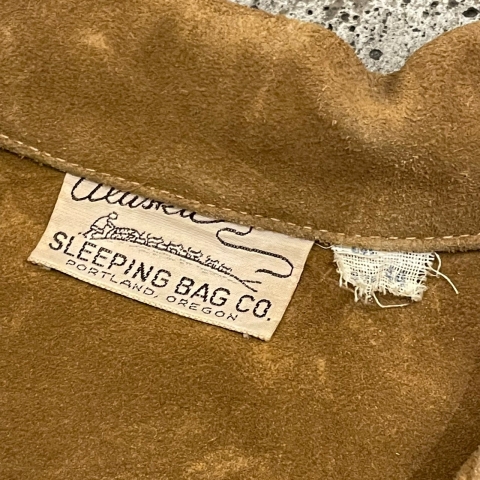 Alaska
SLEEPING BAG CO.
PORTLAND, OREGON